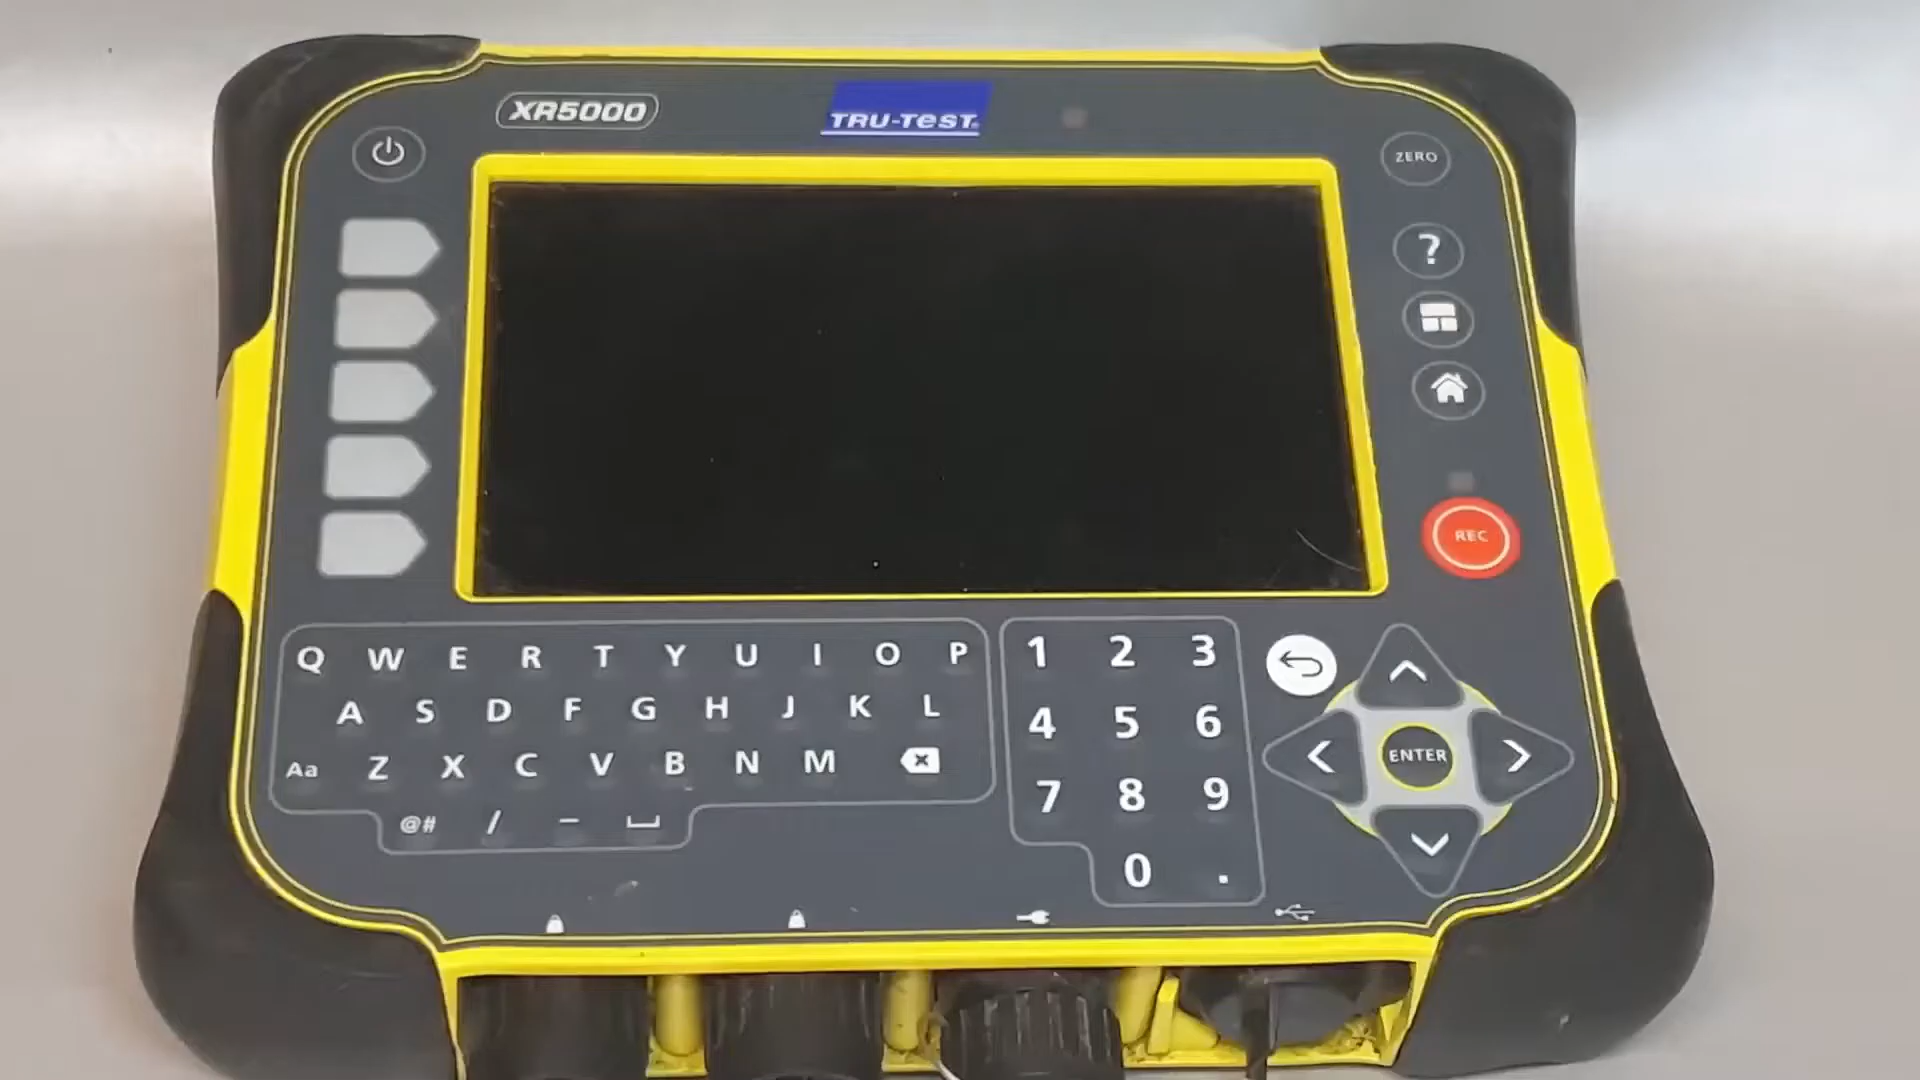 XR5000
TRU-TEST
ZERO
?
REC
Q W E R T Y U I O P
A S D F G H J K L
Aa Z X C V B N M
@# / –
1 2 3
4 5 6
7 8 9
0 .
ENTER